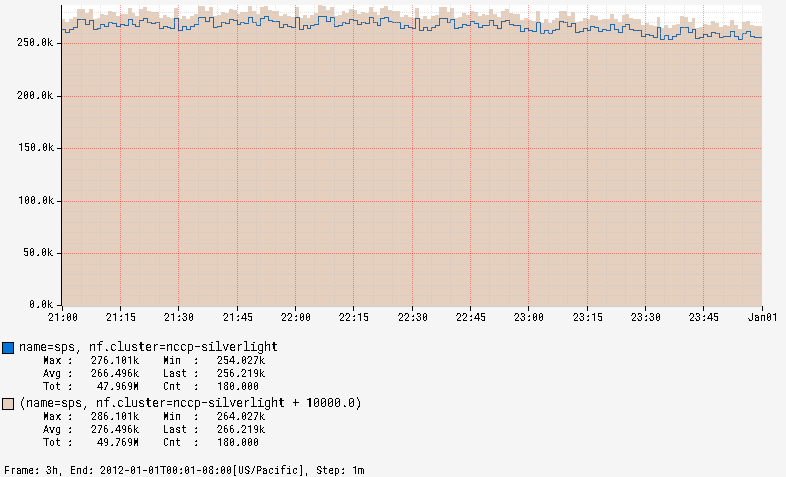 250.0k
200.0k
150.0k
100.0k
50.0k
0.0k
21:00 21:15 21:30 21:45 22:00 22:15 22:30 22:45 23:00 23:15 23:30 23:45 Jan01
name=sps, nf.cluster=nccp-silverlight
Max : 276.101k Min : 254.027k
Avg : 266.496k Last : 256.219k
Tot : 47.969M Cnt : 180.000
(name=sps, nf.cluster=nccp-silverlight + 10000.0)
Max : 286.101k Min : 264.027k
Avg : 276.496k Last : 266.219k
Tot : 49.769M Cnt : 180.000
Frame: 3h, End: 2012-01-01T00:01-08:00[US/Pacific], Step: 1m